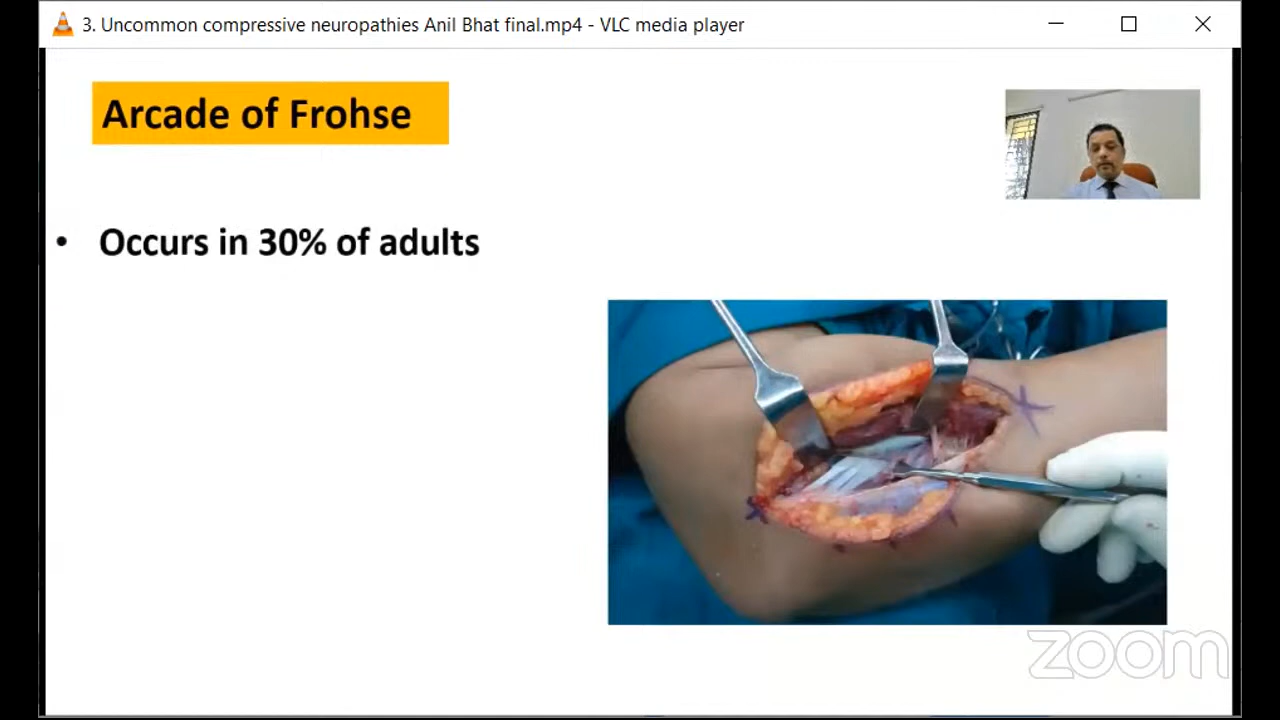 3. Uncommon compressive neuropathies Anil Bhat final.mp4 - VLC media player
Arcade of Frohse
• Occurs in 30% of adults
zoom